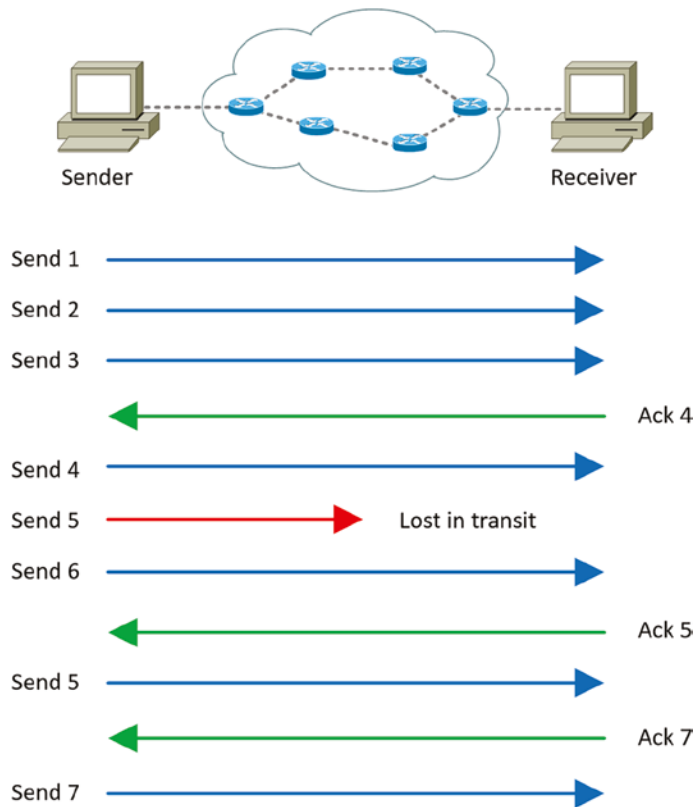 Sender
Receiver
Send 1
Send 2
Send 3
Ack 4
Send 4
Send 5
Lost in transit
Send 6
Ack 5
Send 5
Ack 7
Send 7